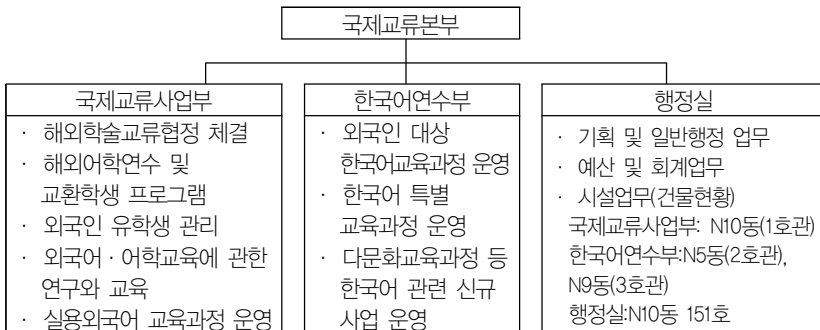 국제교류본부
국제교류사업부
· 해외학술교류협정 체결
· 해외어학연수 및
교환학생 프로그램
· 외국인 유학생 관리
· 외국어 · 어학교육에 관한
연구와 교육
· 실용외국어 교육과정 운영
한국어연수부
· 외국인 대상
한국어교육과정 운영
· 한국어 특별
교육과정 운영
· 다문화교육과정 등
한국어 관련 신규
사업 운영
행정실
· 기획 및 일반행정 업무
· 예산 및 회계업무
· 시설업무(건물현황)
국제교류사업부: N10동(1호관)
한국어연수부:N5동(2호관),
N9동(3호관)
행정실:N10동 151호